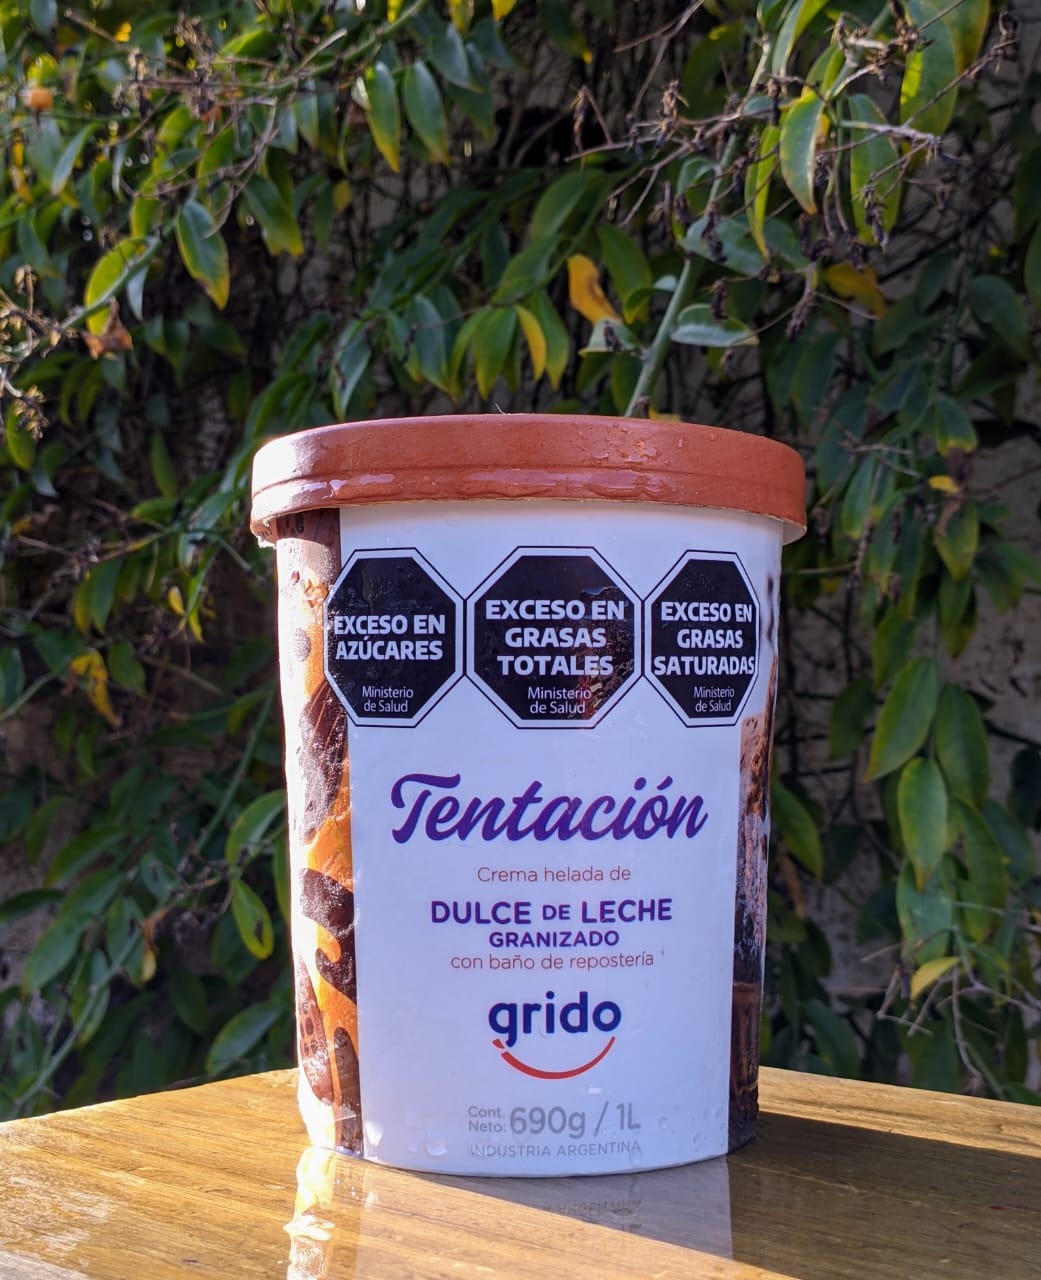 EXCESO EN
AZÚCARES
Ministerio
de Salud
EXCESO EN
GRASAS
TOTALES
Ministerio
de Salud
EXCESO EN
GRASAS
SATURADAS
Ministerio
de Salud
Tentación
Crema helada de
DULCE DE LECHE
GRANIZADO
con baño de repostería
grido
Cont.
Neto: 690g / 1L
INDUSTRIA ARGENTINA